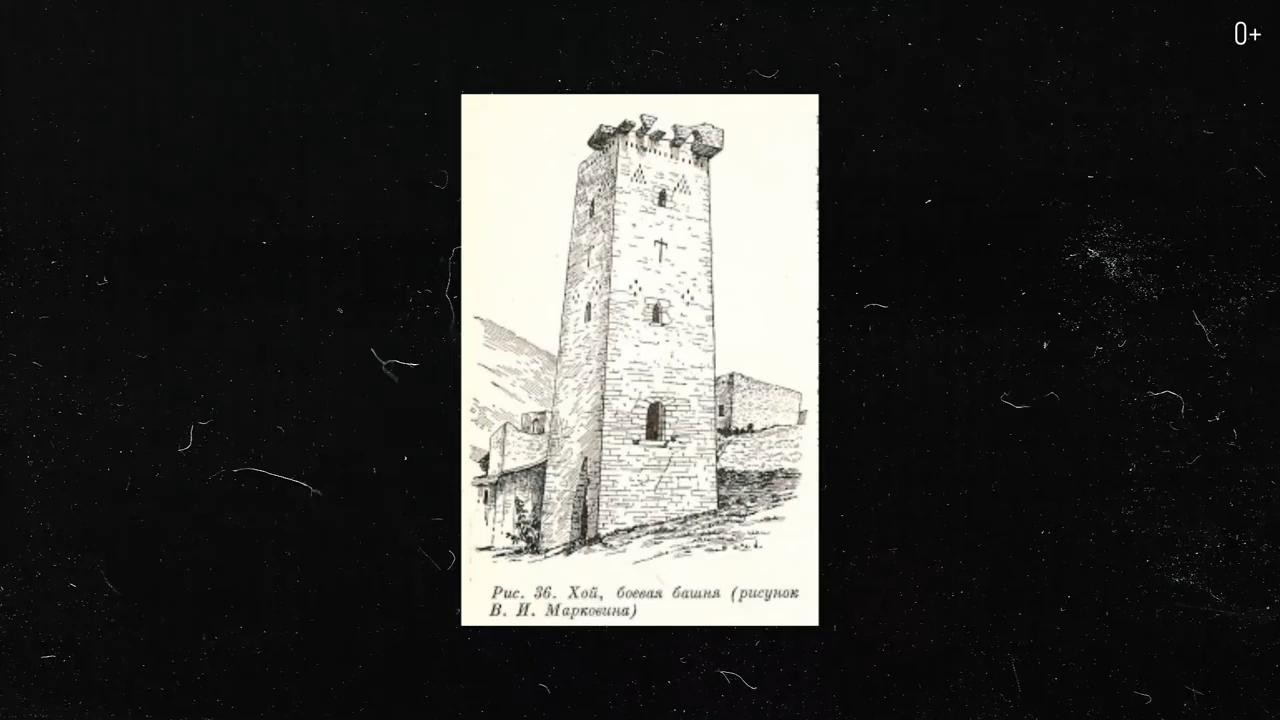 0+
Рис. 36. Хой, боевая башня (рисунок
В. И. Марковина)